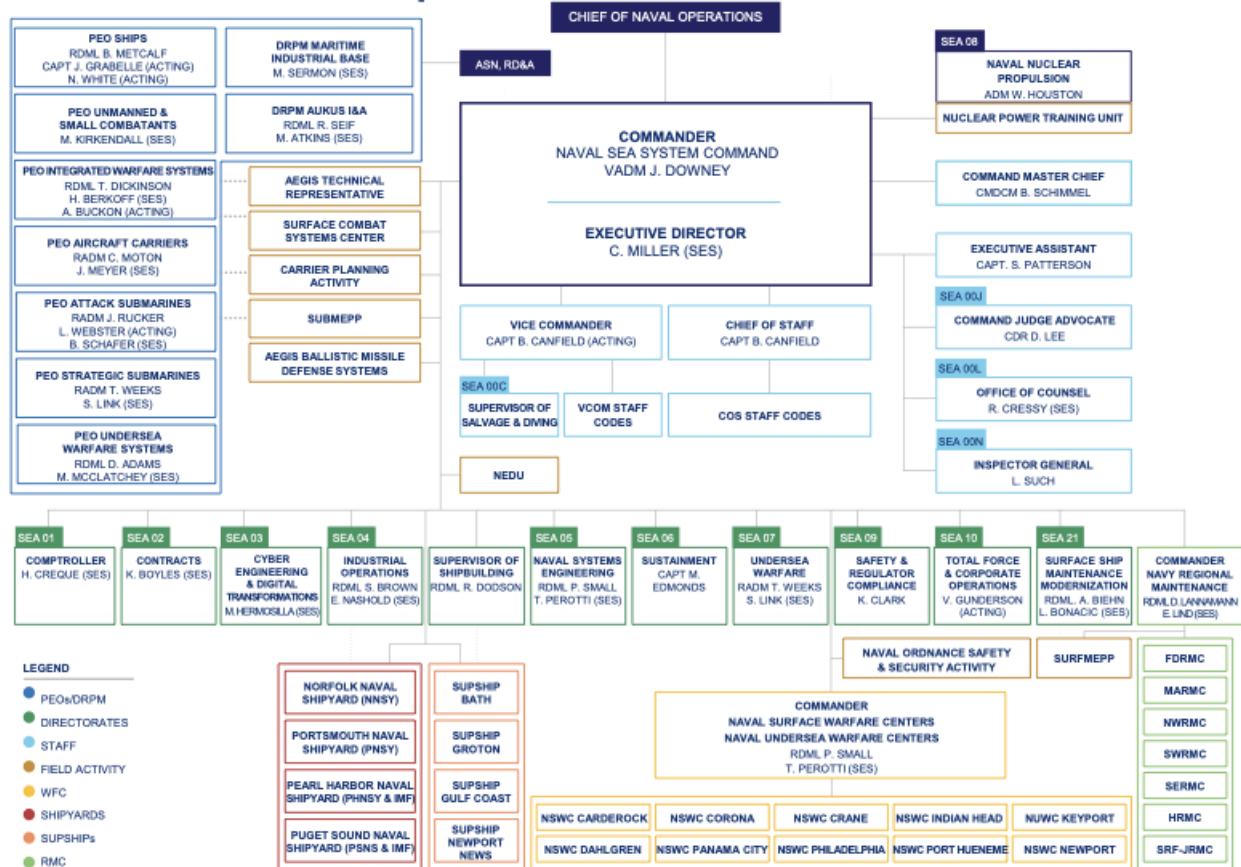 CHIEF OF NAVAL OPERATIONS
PEO SHIPS
RDML B. METCALF
CAPT J. GRABELLE (ACTING)
N. WHITE (ACTING)
DRPM MARITIME
INDUSTRIAL BASE
M. SERMON (SES)
ASN, RD&A
SEA 08
NAVAL NUCLEAR
PROPULSION
ADM W. HOUSTON
NUCLEAR POWER TRAINING UNIT
PEO UNMANNED &
SMALL COMBATANTS
M. KIRKENDALL (SES)
DRPM AUKUS I&A
RDML R. SEIF
M. ATKINS (SES)
COMMANDER
NAVAL SEA SYSTEM COMMAND
VADM J. DOWNEY
EXECUTIVE DIRECTOR
C. MILLER (SES)
PEO INTEGRATED WARFARE SYSTEMS
RDML T. DICKINSON
H. BERKOFF (SES)
A. BUCKON (ACTING)
AEGIS TECHNICAL
REPRESENTATIVE
COMMAND MASTER CHIEF
CMDCM B. SCHIMMEL
SURFACE COMBAT
SYSTEMS CENTER
PEO AIRCRAFT CARRIERS
RADM C. MOTON
J. MEYER (SES)
CARRIER PLANNING
ACTIVITY
EXECUTIVE ASSISTANT
CAPT. S. PATTERSON
PEO ATTACK SUBMARINES
RADM J. RUCKER
L. WEBSTER (ACTING)
B. SCHAFER (SES)
SUBMEPP
VICE COMMANDER
CAPT B. CANFIELD (ACTING)
CHIEF OF STAFF
CAPT B. CANFIELD
SEA 00J
COMMAND JUDGE ADVOCATE
CDR D. LEE
AEGIS BALLISTIC MISSILE
DEFENSE SYSTEMS
PEO STRATEGIC SUBMARINES
RADM T. WEEKS
S. LINK (SES)
SEA 00C
SUPERVISOR OF
SALVAGE & DIVING
VCOM STAFF
CODES
COS STAFF CODES
SEA 00L
OFFICE OF COUNSEL
R. CRESSY (SES)
PEO UNDERSEA
WARFARE SYSTEMS
RDML D. ADAMS
M. MCCLATCHEY (SES)
NEDU
SEA 00N
INSPECTOR GENERAL
L. SUCH
SEA 01
COMPTROLLER
H. CREQUE (SES)
SEA 02
CONTRACTS
K. BOYLES (SES)
SEA 03
CYBER
ENGINEERING
& DIGITAL
TRANSFORMATIONS
M. HERMOSILLA (SES)
SEA 04
INDUSTRIAL
OPERATIONS
RDML S. BROWN
E. NASHOLD (SES)
SUPERVISOR OF
SHIPBUILDING
RDML R. DODSON
SEA 05
NAVAL SYSTEMS
ENGINEERING
RDML P. SMALL
T. PEROTTI (SES)
SEA 06
SUSTAINMENT
CAPT M.
EDMONDS
SEA 07
UNDERSEA
WARFARE
RADM T. WEEKS
S. LINK (SES)
SEA 09
SAFETY &
REGULATOR
COMPLIANCE
K. CLARK
SEA 10
TOTAL FORCE
& CORPORATE
OPERATIONS
V. GUNDERSON
(ACTING)
SEA 21
SURFACE SHIP
MAINTENANCE
MODERNIZATION
RDML. A. BIEHN
L. BONACIC (SES)
COMMANDER
NAVY REGIONAL
MAINTENANCE
RDML D. LANNAMANN
E. LIND (SES)
LEGEND
PEOs/DRPM
DIRECTORATES
STAFF
FIELD ACTIVITY
WFC
SHIPYARDS
SUPSHIPs
RMC
NORFOLK NAVAL
SHIPYARD (NNSY)
PORTSMOUTH NAVAL
SHIPYARD (PNSY)
PEARL HARBOR NAVAL
SHIPYARD (PHNSY & IMF)
PUGET SOUND NAVAL
SHIPYARD (PSNS & IMF)
SUPSHIP
BATH
SUPSHIP
GROTON
SUPSHIP
GULF COAST
SUPSHIP
NEWPORT
NEWS
NAVAL ORDNANCE SAFETY
& SECURITY ACTIVITY
SURFMEPP
COMMANDER
NAVAL SURFACE WARFARE CENTERS
NAVAL UNDERSEA WARFARE CENTERS
RDML P. SMALL
T. PEROTTI (SES)
NSWC CARDEROCK
NSWC CORONA
NSWC CRANE
NSWC INDIAN HEAD
NUWC KEYPORT
NSWC DAHLGREN
NSWC PANAMA CITY
NSWC PHILADELPHIA
NSWC PORT HUENEME
NSWC NEWPORT
FDRMC
MARMC
NWRMC
SWRMC
SERMC
HRMC
SRF-JRMC